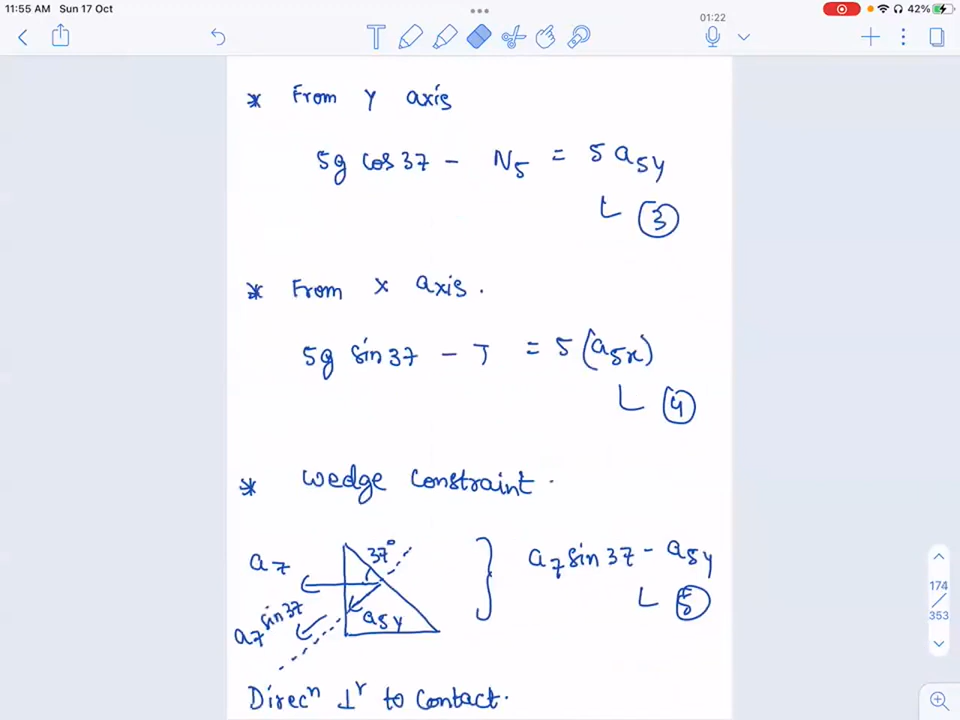 11:55 AM Sun 17 Oct
42%
01:22
* From Y axis
5g cos 37 - N5 = 5 a5y
③
* From x axis.
5g sin 37 - T = 5 (a5x)
④
* Wedge constraint.
37°
a7
a7 sin 37
a5y
a7 sin 37 - a5y
⑤
Direcⁿ ⊥ʳ to contact.
174
353